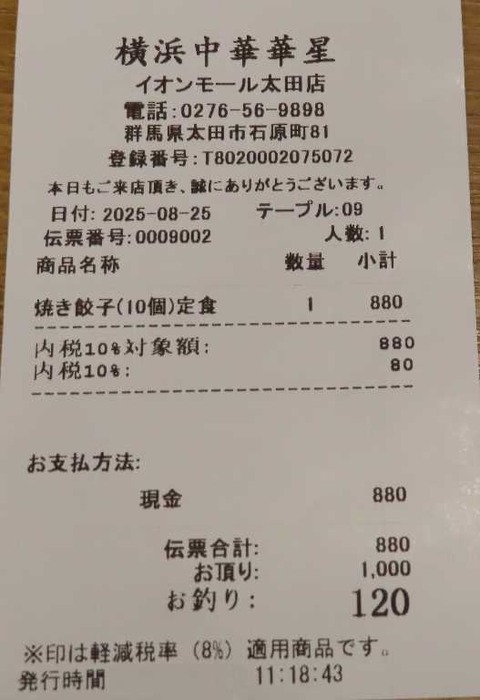 横浜中華華星
イオンモール太田店
電話:0276-56-9898
群馬県太田市石原町81
登録番号:T8020002075072
本日もご来店頂き、誠にありがとうございます。
日付: 2025-08-25 テープル:09
伝票番号:0009002 人数: 1
商品名称 数量 小計
焼き餃子(10個)定食 1 880
内税10%対象額: 880
内税10%: 80
お支払方法:
現金 880
伝票合計: 880
お頂り: 1,000
お釣り: 120
※印は軽減税率(8%)適用商品です。
発行時間 11:18:43